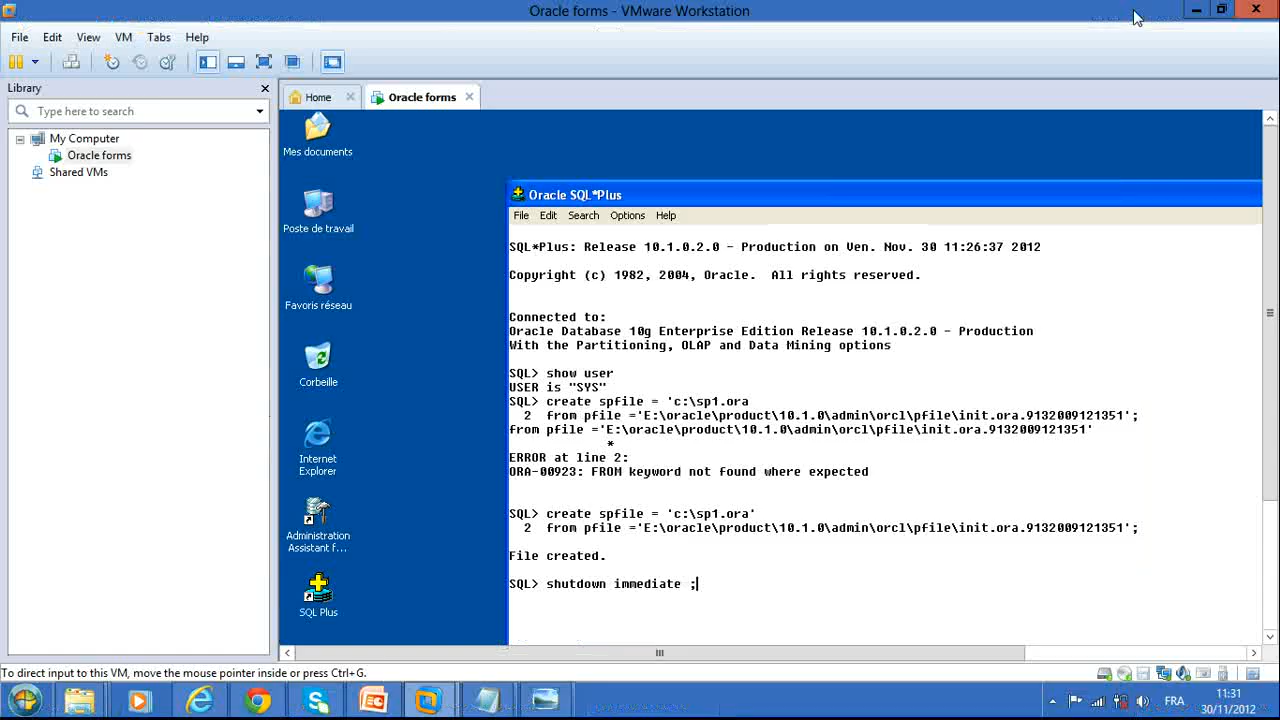 Oracle forms - VMware Workstation
File Edit View VM Tabs Help
Library
Type here to search
My Computer
Oracle forms
Shared VMs
Home
Oracle forms
Mes documents
Poste de travail
Favoris réseau
Corbeille
Internet
Explorer
Administration
Assistant f...
SQL Plus
Oracle SQL*Plus
File Edit Search Options Help
SQL*Plus: Release 10.1.0.2.0 - Production on Ven. Nov. 30 11:26:37 2012
Copyright (c) 1982, 2004, Oracle.  All rights reserved.
Connected to:
Oracle Database 10g Enterprise Edition Release 10.1.0.2.0 - Production
With the Partitioning, OLAP and Data Mining options
SQL> show user
USER is "SYS"
SQL> create spfile = 'c:\sp1.ora
  2  from pfile ='E:\oracle\product\10.1.0\admin\orcl\pfile\init.ora.9132009121351';
from pfile ='E:\oracle\product\10.1.0\admin\orcl\pfile\init.ora.9132009121351'
*
ERROR at line 2:
ORA-00923: FROM keyword not found where expected
SQL> create spfile = 'c:\sp1.ora'
  2  from pfile ='E:\oracle\product\10.1.0\admin\orcl\pfile\init.ora.9132009121351';
File created.
SQL> shutdown immediate ;
To direct input to this VM, move the mouse pointer inside or press Ctrl+G.
FRA
11:31
30/11/2012